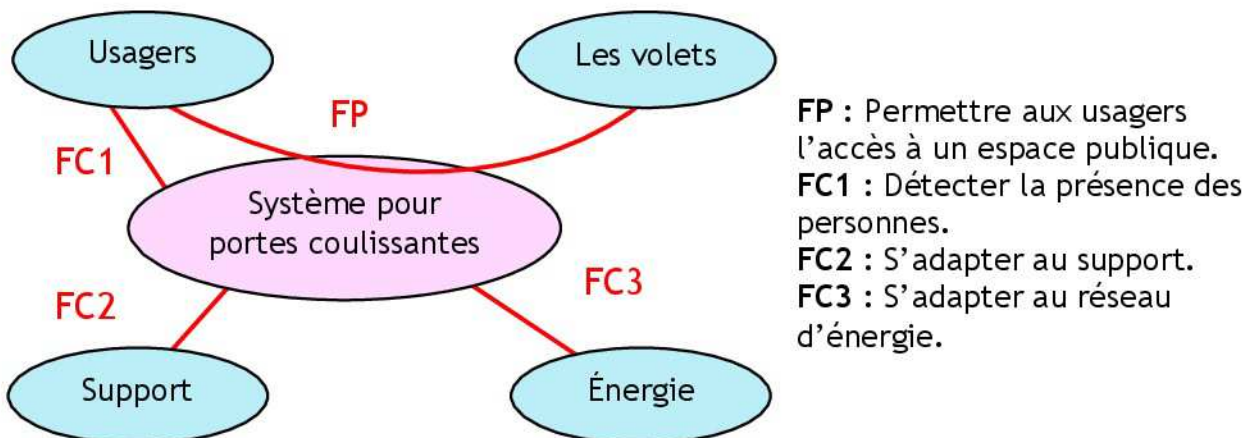 Usagers
Les volets
FP
FC1
Système pour
portes coulissantes
FC2
FC3
Support
Énergie
FP : Permettre aux usagers
l'accès à un espace publique.
FC1 : Détecter la présence des
personnes.
FC2 : S'adapter au support.
FC3 : S'adapter au réseau
d'énergie.